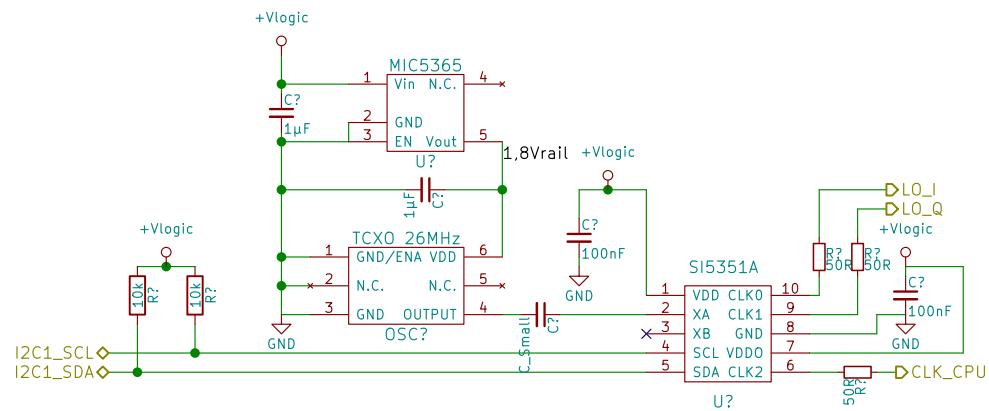 +Vlogic
MIC5365
1 Vin N.C. 4
C?
1µF
2 GND
3 EN Vout 5
U?
1,8Vrail
+Vlogic
1µF
C?
LO_I
LO_Q
+Vlogic
+Vlogic
C?
100nF
R?
50R
R?
50R
TCXO 26MHz
1 GND/ENA VDD 6
2 N.C. N.C. 5
3 GND OUTPUT 4
OSC?
GND
GND
10k
R?
10k
R?
C_Small
C?
SI5351A
1 VDD CLK0 10
2 XA CLK1 9
3 XB GND 8
4 SCL VDDO 7
5 SDA CLK2 6
U?
C?
100nF
GND
I2C1_SCL
I2C1_SDA
50R
R?
CLK_CPU